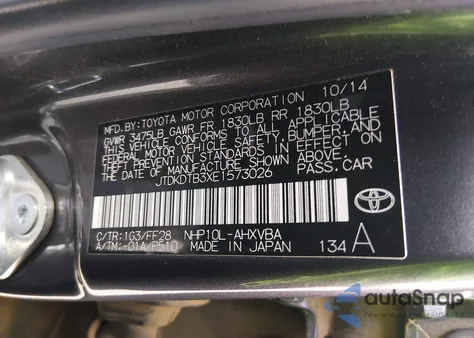 MFD. BY: TOYOTA MOTOR CORPORATION 10/14
GVWR 3475LB GAWR FR 1830LB RR 1830LB
THIS VEHICLE CONFORMS TO ALL APPLICABLE
FEDERAL MOTOR VEHICLE SAFETY, BUMPER, AND
THEFT PREVENTION STANDARDS IN EFFECT ON
THE DATE OF MANUFACTURE SHOWN ABOVE.
JTDKDTB3XE1573026 PASS. CAR
C/TR:1G3/FF28 NHP10L-AHXVBA
A/TM:-01A/P510 MADE IN JAPAN 134 A
autoSnap